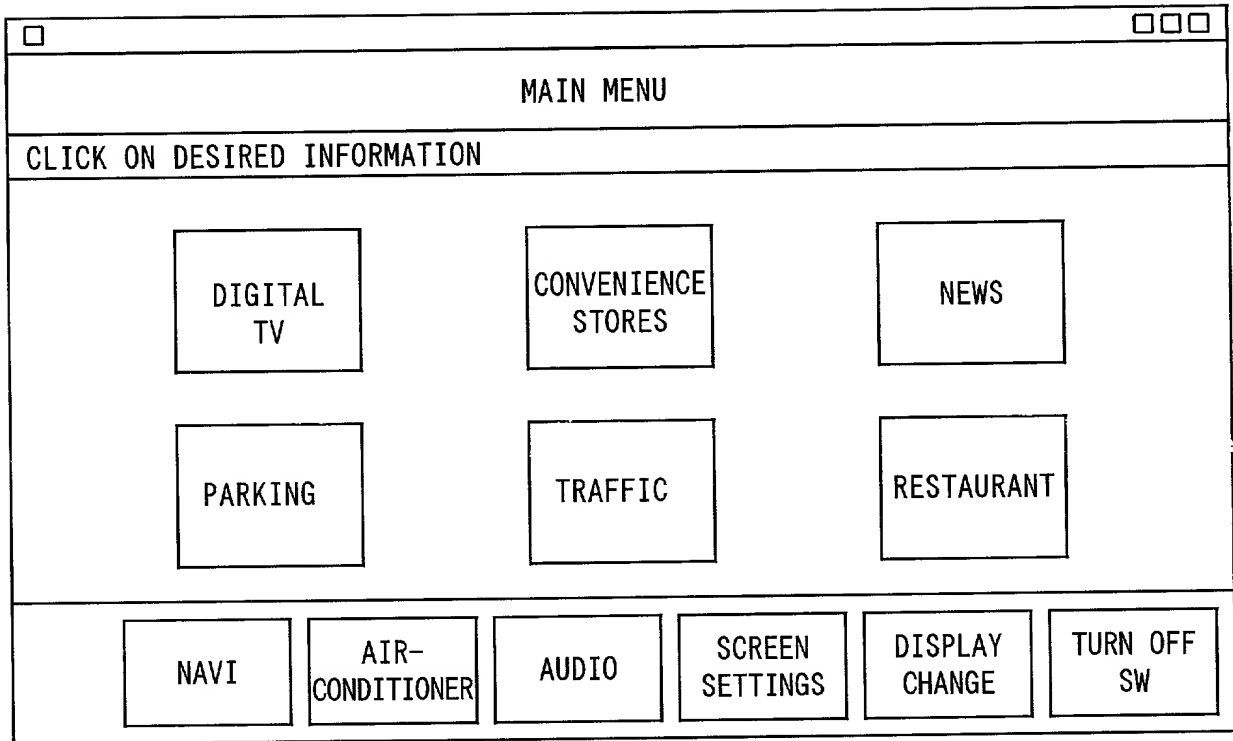 MAIN MENU
CLICK ON DESIRED INFORMATION
DIGITAL
TV
CONVENIENCE
STORES
NEWS
PARKING
TRAFFIC
RESTAURANT
NAVI
AIR-
CONDITIONER
AUDIO
SCREEN
SETTINGS
DISPLAY
CHANGE
TURN OFF
SW